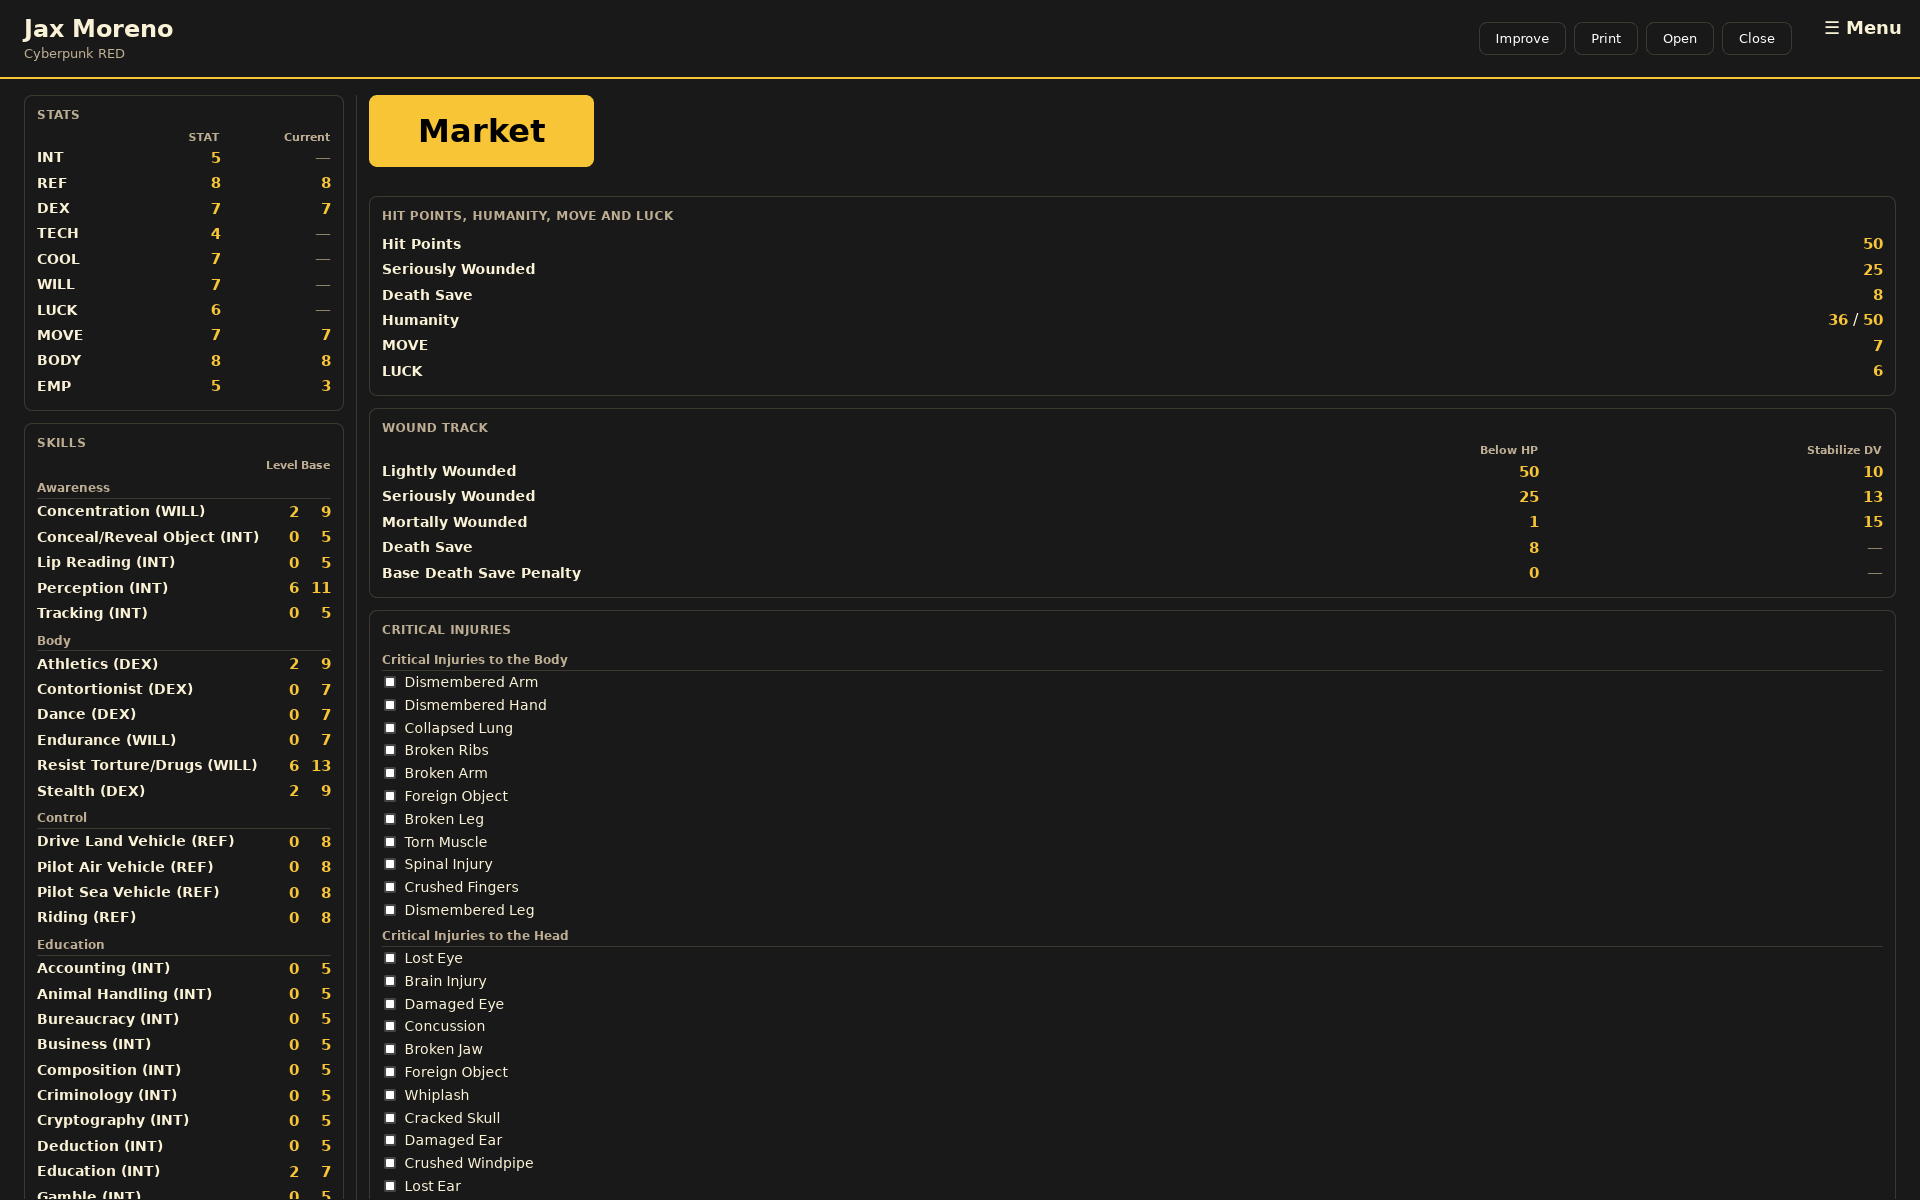 Jax Moreno
Cyberpunk RED
Improve Print Open Close ☰ Menu
STATS
STAT Current
INT 5 —
REF 8 8
DEX 7 7
TECH 4 —
COOL 7 —
WILL 7 —
LUCK 6 —
MOVE 7 7
BODY 8 8
EMP 5 3
SKILLS
Level Base
Awareness
Concentration (WILL) 2 9
Conceal/Reveal Object (INT) 0 5
Lip Reading (INT) 0 5
Perception (INT) 6 11
Tracking (INT) 0 5
Body
Athletics (DEX) 2 9
Contortionist (DEX) 0 7
Dance (DEX) 0 7
Endurance (WILL) 0 7
Resist Torture/Drugs (WILL) 6 13
Stealth (DEX) 2 9
Control
Drive Land Vehicle (REF) 0 8
Pilot Air Vehicle (REF) 0 8
Pilot Sea Vehicle (REF) 0 8
Riding (REF) 0 8
Education
Accounting (INT) 0 5
Animal Handling (INT) 0 5
Bureaucracy (INT) 0 5
Business (INT) 0 5
Composition (INT) 0 5
Criminology (INT) 0 5
Cryptography (INT) 0 5
Deduction (INT) 0 5
Education (INT) 2 7
Gamble (INT) 0 5
Market
HIT POINTS, HUMANITY, MOVE AND LUCK
Hit Points 50
Seriously Wounded 25
Death Save 8
Humanity 36 / 50
MOVE 7
LUCK 6
WOUND TRACK
Below HP Stabilize DV
Lightly Wounded 50 10
Seriously Wounded 25 13
Mortally Wounded 1 15
Death Save 8 —
Base Death Save Penalty 0 —
CRITICAL INJURIES
Critical Injuries to the Body
Dismembered Arm
Dismembered Hand
Collapsed Lung
Broken Ribs
Broken Arm
Foreign Object
Broken Leg
Torn Muscle
Spinal Injury
Crushed Fingers
Dismembered Leg
Critical Injuries to the Head
Lost Eye
Brain Injury
Damaged Eye
Concussion
Broken Jaw
Foreign Object
Whiplash
Cracked Skull
Damaged Ear
Crushed Windpipe
Lost Ear